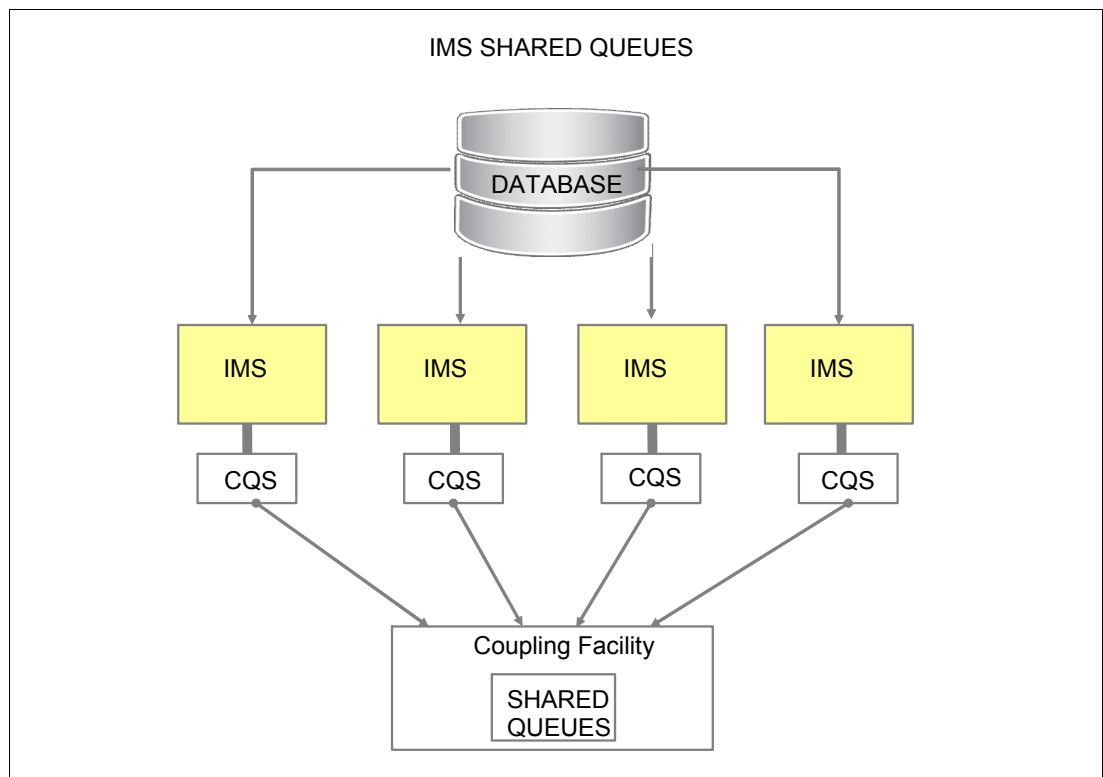 IMS SHARED QUEUES
DATABASE
IMS
IMS
IMS
IMS
CQS
CQS
CQS
CQS
Coupling Facility
SHARED
QUEUES